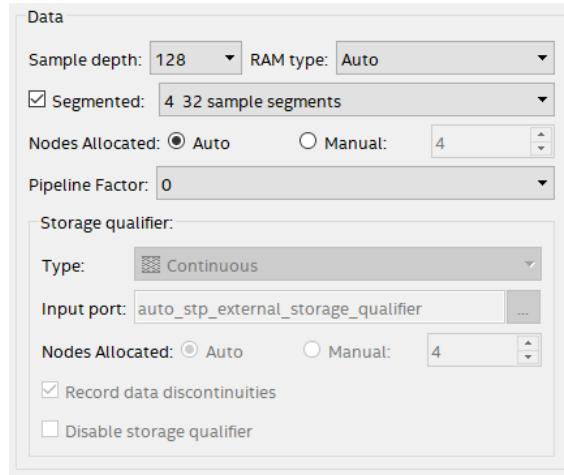 Data
Sample depth: 128 RAM type: Auto
Segmented: 4 32 sample segments
Nodes Allocated: Auto Manual: 4
Pipeline Factor: 0
Storage qualifier:
Type: Continuous
Input port: auto_stp_external_storage_qualifier ...
Nodes Allocated: Auto Manual: 4
Record data discontinuities
Disable storage qualifier